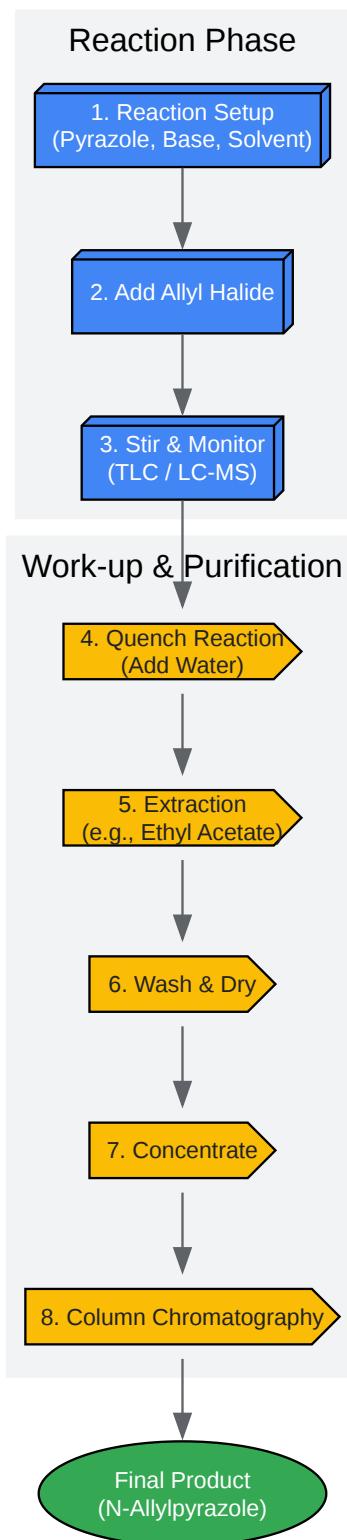 Reaction Phase
1. Reaction Setup
(Pyrazole, Base, Solvent)
2. Add Allyl Halide
3. Stir & Monitor
(TLC / LC-MS)
Work-up & Purification
4. Quench Reaction
(Add Water)
5. Extraction
(e.g., Ethyl Acetate)
6. Wash & Dry
7. Concentrate
8. Column Chromatography
Final Product
(N-Allylpyrazole)